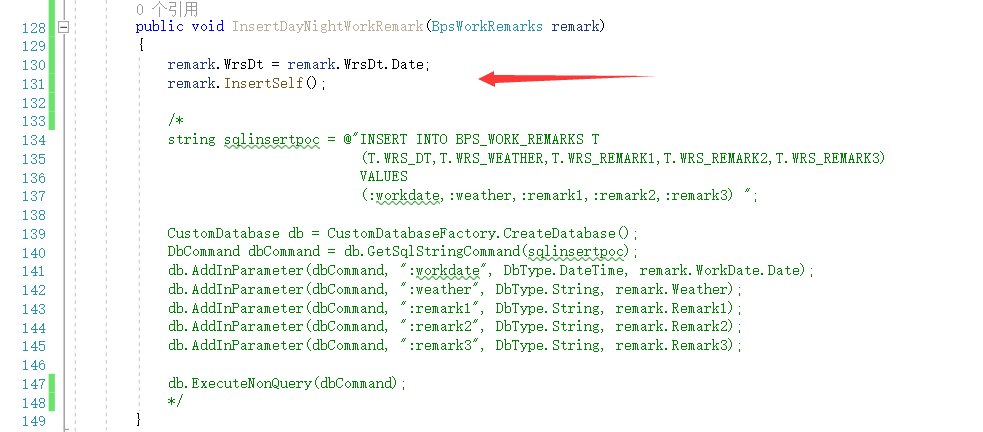 0 个引用
128 public void InsertDayNightWorkRemark(BpsWorkRemarks remark)
129 {
130 remark.WrsDt = remark.WrsDt.Date;
131 remark.InsertSelf();
132
133 /*
134 string sqlinsertpoc = @"INSERT INTO BPS_WORK_REMARKS T
135 (T.WRS_DT,T.WRS_WEATHER,T.WRS_REMARK1,T.WRS_REMARK2,T.WRS_REMARK3)
136 VALUES
137 (:workdate,:weather,:remark1,:remark2,:remark3) ";
138
139 CustomDatabase db = CustomDatabaseFactory.CreateDatabase();
140 DbCommand dbCommand = db.GetSqlStringCommand(sqlinsertpoc);
141 db.AddInParameter(dbCommand, ":workdate", DbType.DateTime, remark.WorkDate.Date);
142 db.AddInParameter(dbCommand, ":weather", DbType.String, remark.Weather);
143 db.AddInParameter(dbCommand, ":remark1", DbType.String, remark.Remark1);
144 db.AddInParameter(dbCommand, ":remark2", DbType.String, remark.Remark2);
145 db.AddInParameter(dbCommand, ":remark3", DbType.String, remark.Remark3);
146
147 db.ExecuteNonQuery(dbCommand);
148 */
149 }